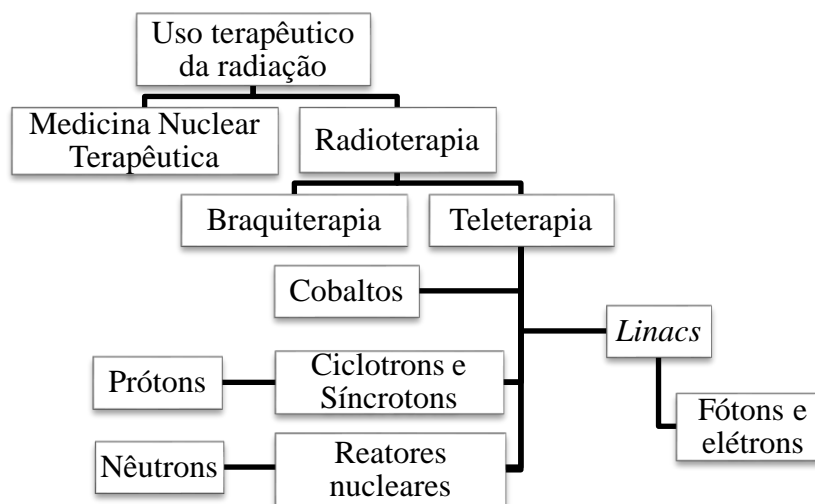 Uso terapêutico
da radiação
Medicina Nuclear
Terapêutica
Radioterapia
Braquiterapia
Teleterapia
Cobaltos
Linacs
Prótons
Ciclotrons e
Síncrotons
Fótons e
elétrons
Nêutrons
Reatores
nucleares